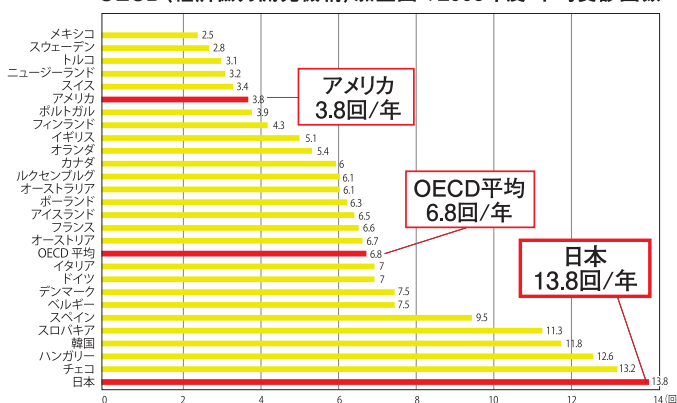 メキシコ 2.5
スウェーデン 2.8
トルコ 3.1
ニュージーランド 3.2
スイス 3.4
アメリカ 3.8
ポルトガル 3.9
フィンランド 4.3
イギリス 5.1
オランダ 5.4
カナダ 6
ルクセンブルグ 6.1
オーストラリア 6.1
ポーランド 6.3
アイスランド 6.5
フランス 6.6
オーストリア 6.7
OECD 平均 6.8
イタリア 7
ドイツ 7
デンマーク 7.5
ベルギー 7.5
スペイン 9.5
スロバキア 11.3
韓国 11.8
ハンガリー 12.6
チェコ 13.2
日本 13.8
アメリカ
3.8回/年
OECD平均
6.8回/年
日本
13.8回/年
0 2 4 6 8 10 12 14 (回